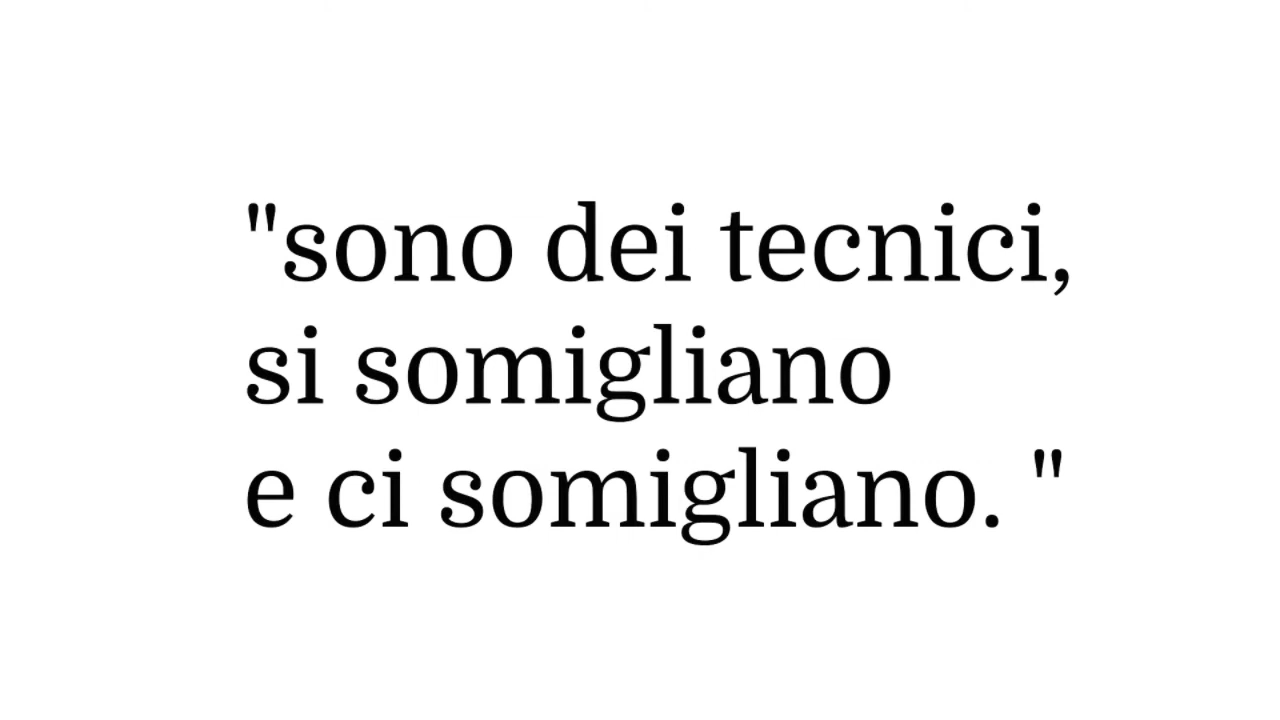 "sono dei tecnici,
si somigliano
e ci somigliano. "